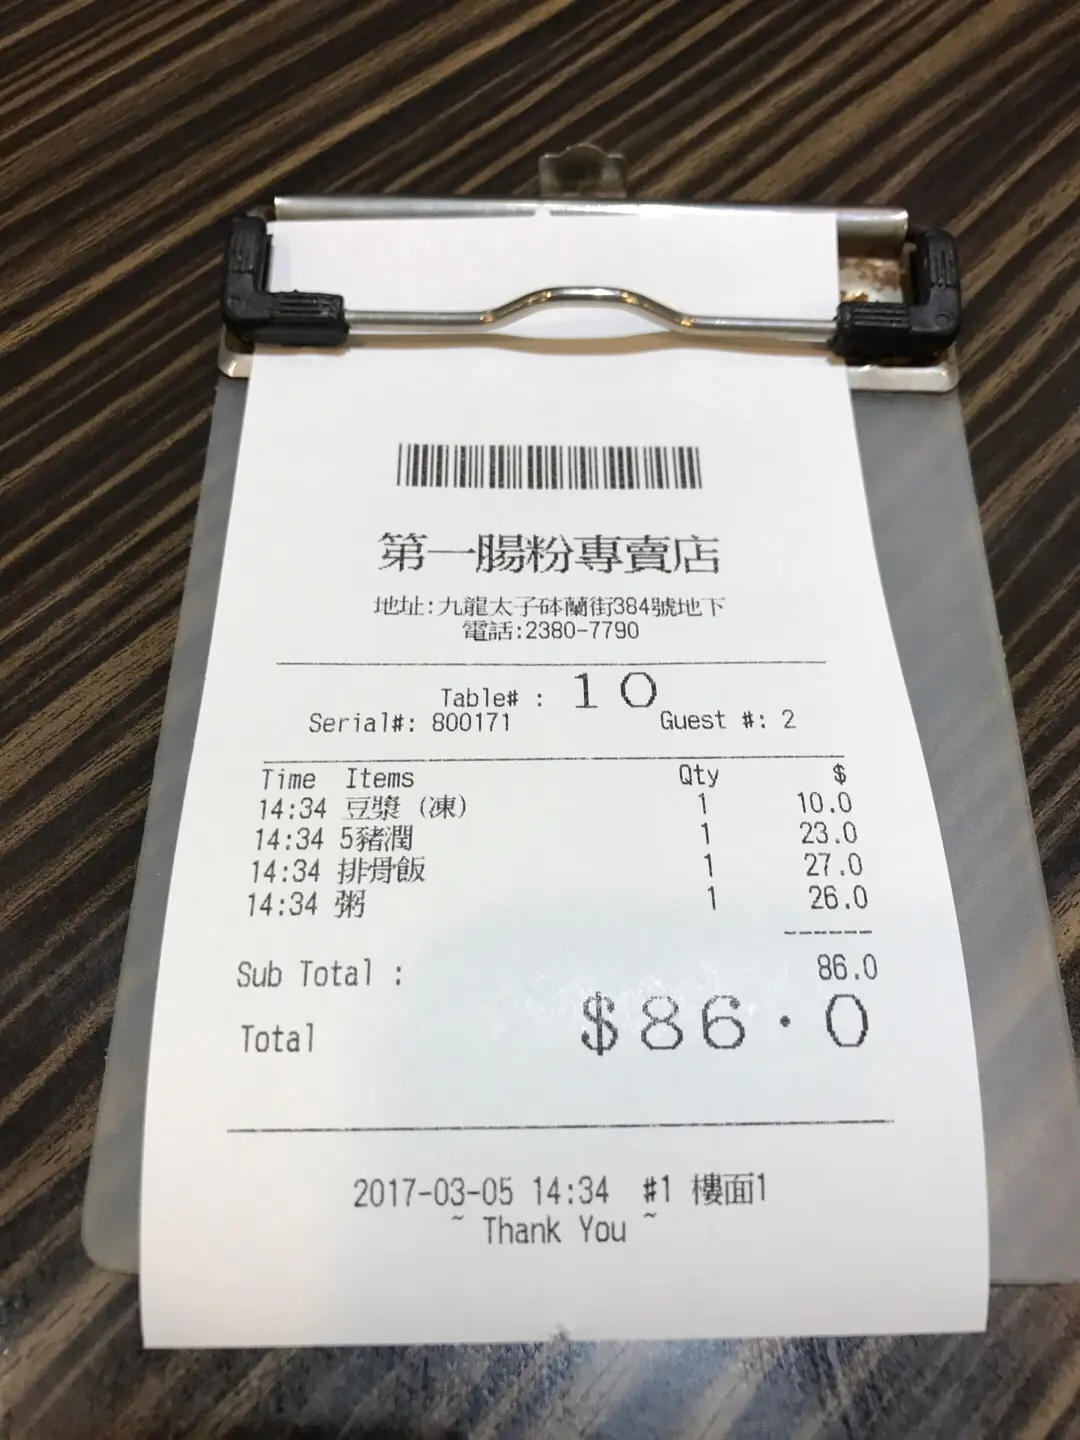 第一腸粉專賣店
地址:九龍太子砵蘭街384號地下
電話:2380-7790
Table# : 10
Serial#: 800171 Guest #: 2
Time Items Qty $
14:34 豆漿 (凍) 1 10.0
14:34 5豬潤 1 23.0
14:34 排骨飯 1 27.0
14:34 粥 1 26.0
------
Sub Total : 86.0
Total $86.0
2017-03-05 14:34 #1 樓面1
~ Thank You ~